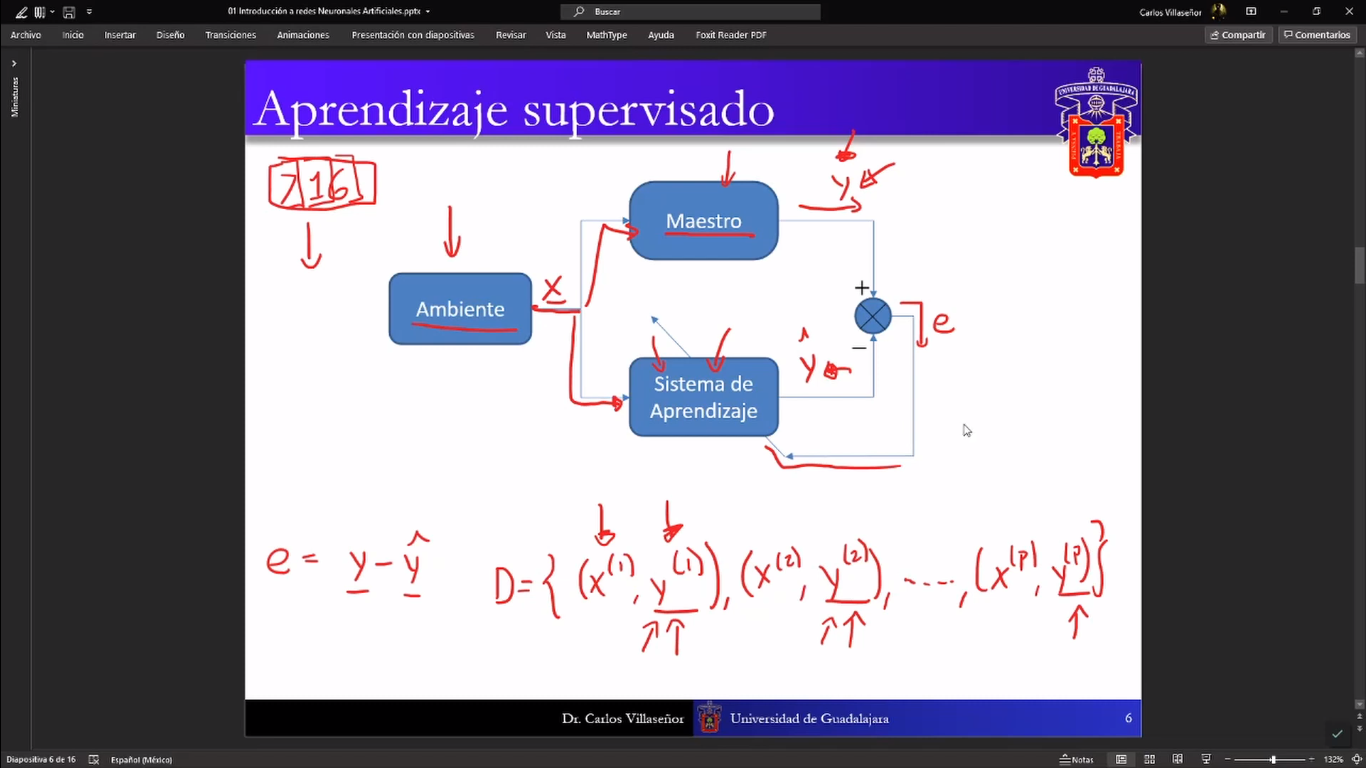 01 Introducción a redes Neuronales Artificiales.pptx
Buscar
Carlos Villaseñor
Archivo Inicio Insertar Diseño Transiciones Animaciones Presentación con diapositivas Revisar Vista MathType Ayuda Foxit Reader PDF
Compartir Comentarios
Miniaturas
Aprendizaje supervisado
UNIVERSIDAD DE GUADALAJARA
7 1 6
y
Maestro
x
Ambiente
+
e
−
ŷ
Sistema de
Aprendizaje
e = y − ŷ
D = { (x⁽¹⁾, y⁽¹⁾), (x⁽²⁾, y⁽²⁾), ....., (x⁽ᵖ⁾, y⁽ᵖ⁾}
Dr. Carlos Villaseñor Universidad de Guadalajara 6
Diapositiva 6 de 16 Español (México) Notas 132%